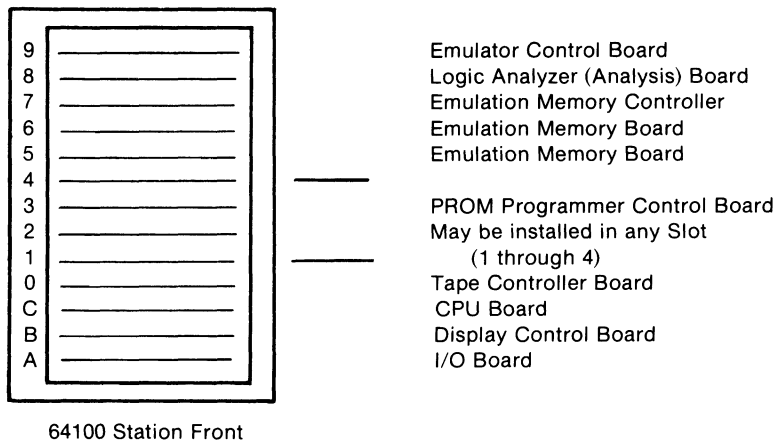 9 Emulator Control Board
8 Logic Analyzer (Analysis) Board
7 Emulation Memory Controller
6 Emulation Memory Board
5 Emulation Memory Board
4
3 PROM Programmer Control Board
2 May be installed in any Slot
1 (1 through 4)
0 Tape Controller Board
C CPU Board
B Display Control Board
A I/O Board
64100 Station Front